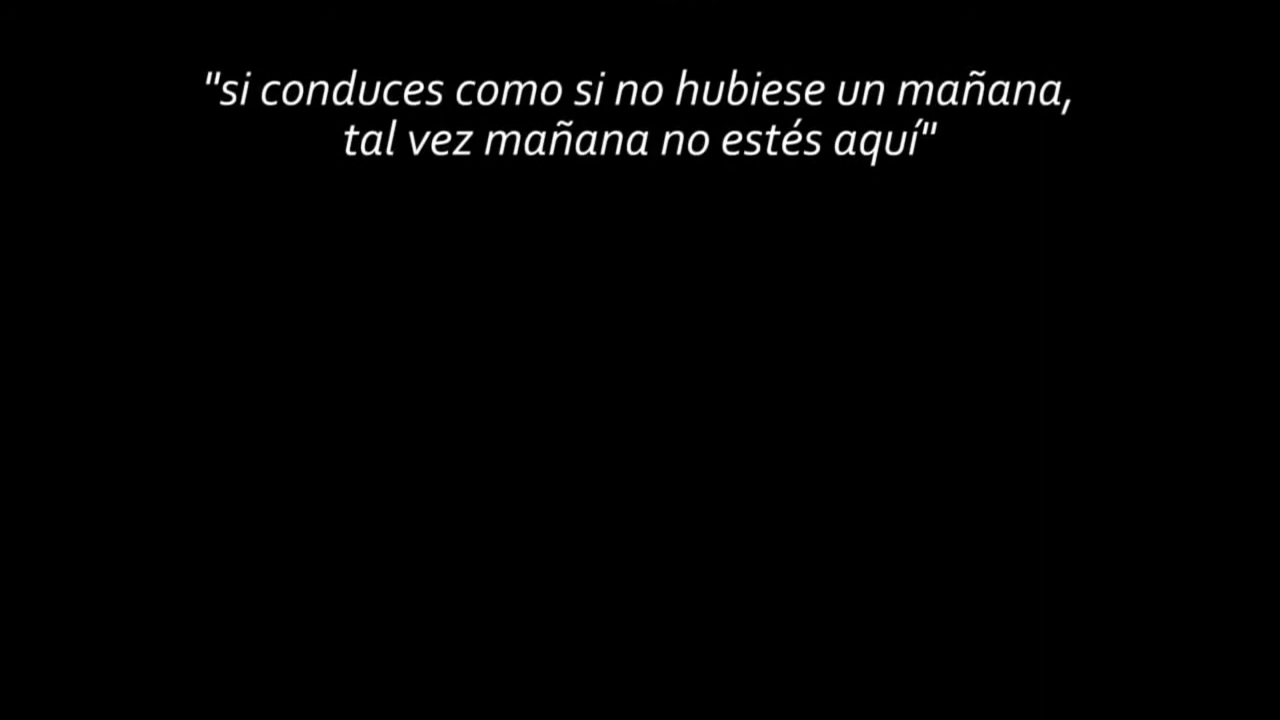 "si conduces como si no hubiese un mañana,
tal vez mañana no estés aquí"